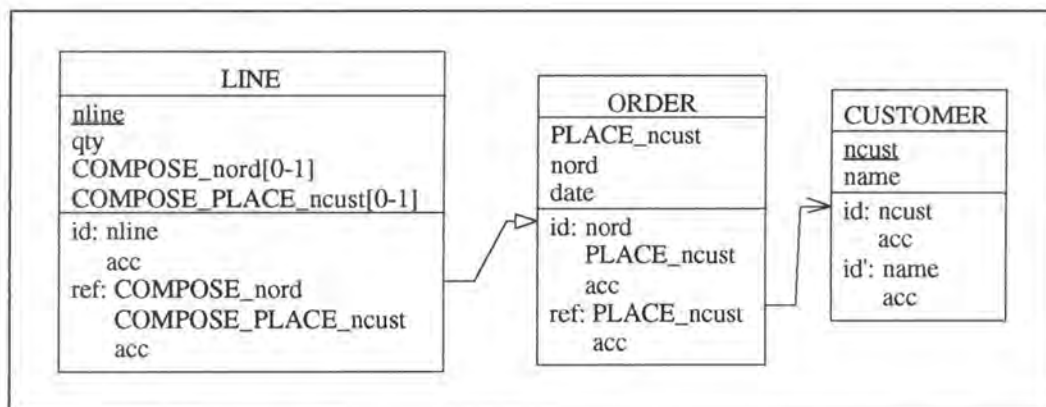 LINE
nline
qty
COMPOSE_nord[0-1]
COMPOSE_PLACE_ncust[0-1]
id: nline
acc
ref: COMPOSE_nord
COMPOSE_PLACE_ncust
acc
ORDER
PLACE_ncust
nord
date
id: nord
PLACE_ncust
acc
ref: PLACE_ncust
acc
CUSTOMER
ncust
name
id: ncust
acc
id': name
acc